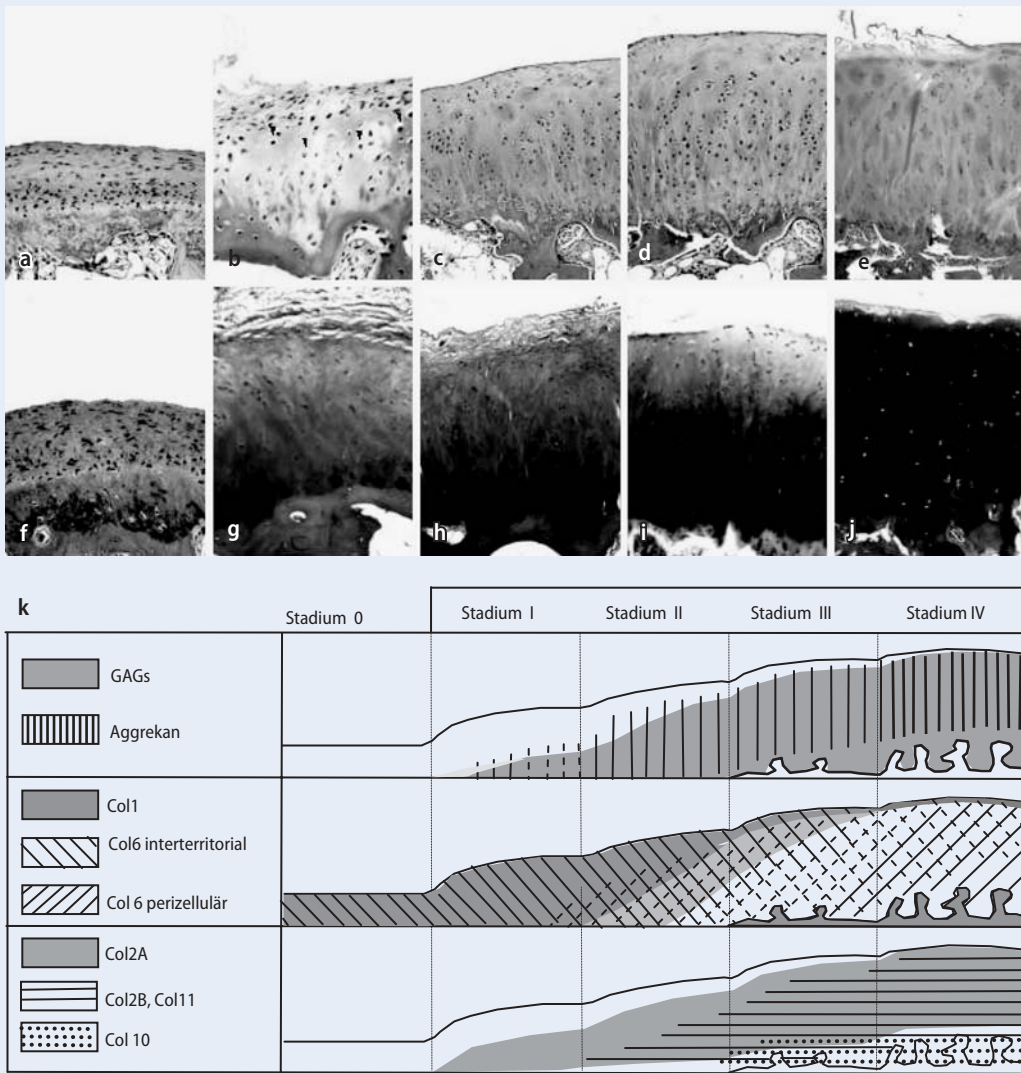 a
b
c
d
e
f
g
h
i
j
k
Stadium 0
Stadium I
Stadium II
Stadium III
Stadium IV
GAGs
Aggrekan
Col1
Col6 interterritorial
Col 6 perizellulär
Col2A
Col2B, Col11
Col 10